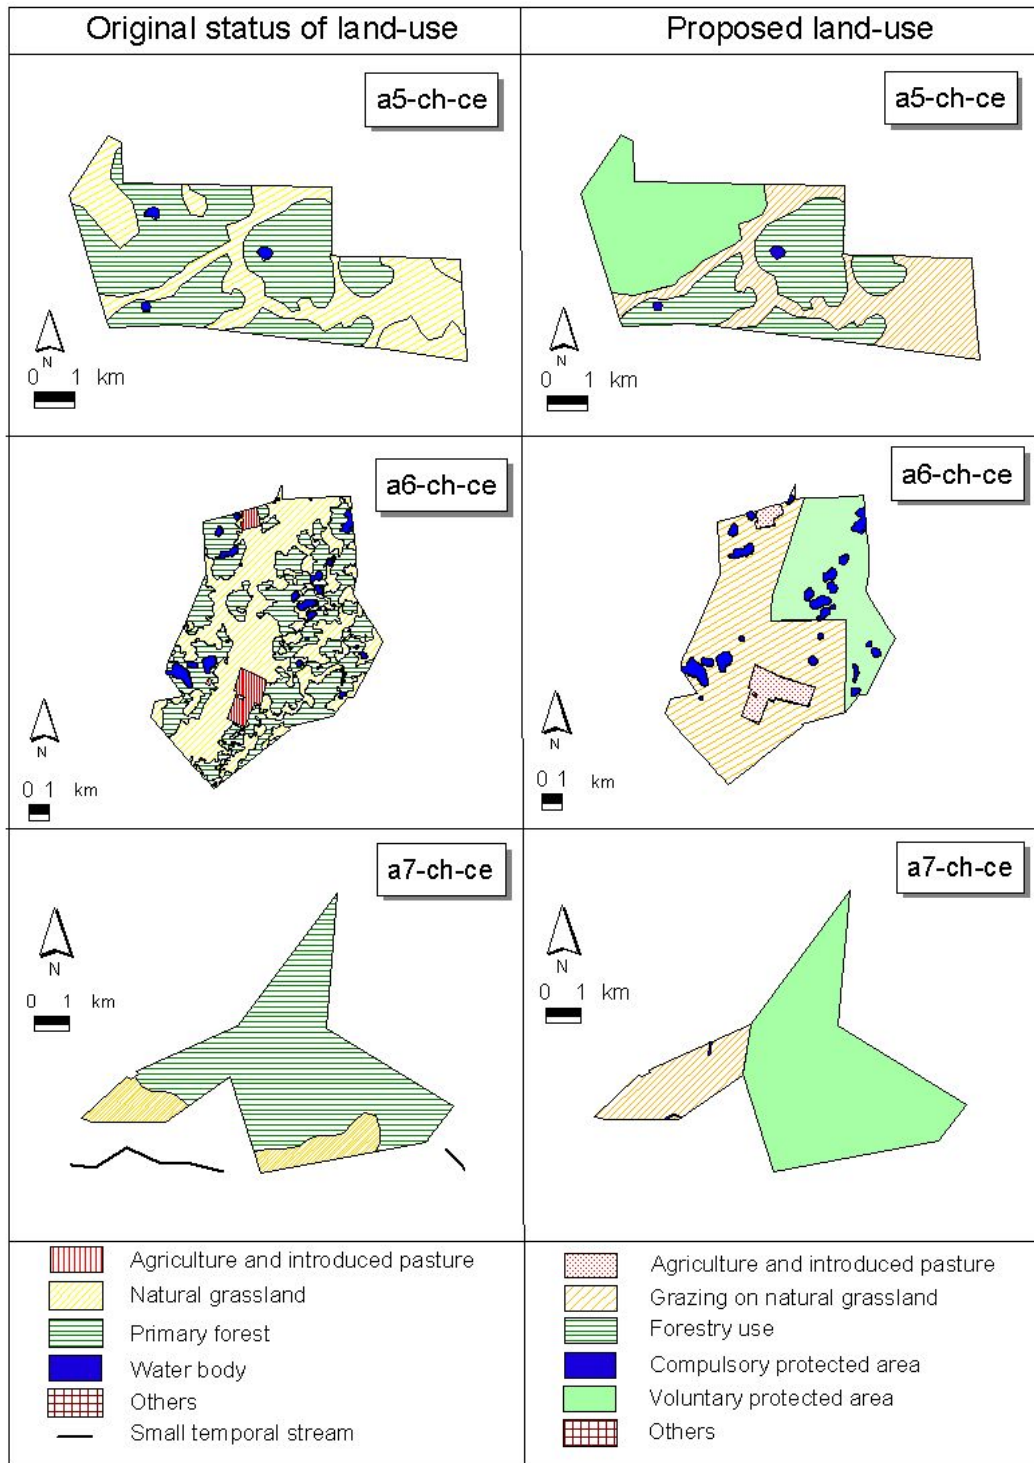 Original status of land-use
Proposed land-use
a5-ch-ce
N
0 1 km
a5-ch-ce
N
0 1 km
a6-ch-ce
N
0 1 km
a6-ch-ce
N
0 1 km
a7-ch-ce
N
0 1 km
a7-ch-ce
N
0 1 km
Agriculture and introduced pasture
Natural grassland
Primary forest
Water body
Others
Small temporal stream
Agriculture and introduced pasture
Grazing on natural grassland
Forestry use
Compulsory protected area
Voluntary protected area
Others